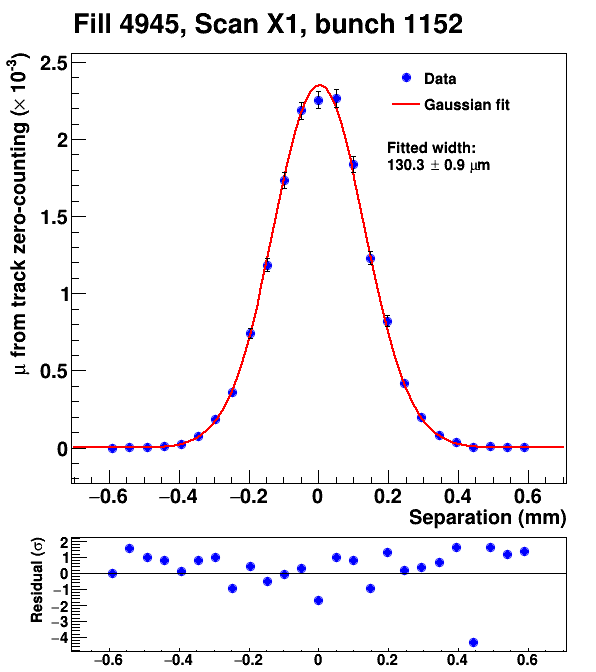 Fill 4945, Scan X1, bunch 1152
μ from track zero-counting (× 10⁻³)
2.5
2
1.5
1
0.5
0
Data
Gaussian fit
Fitted width:
130.3 ± 0.9 μm
−0.6 −0.4 −0.2 0 0.2 0.4 0.6
Separation (mm)
Residual (σ)
2
1
0
−1
−2
−3
−4
−0.6 −0.4 −0.2 0 0.2 0.4 0.6